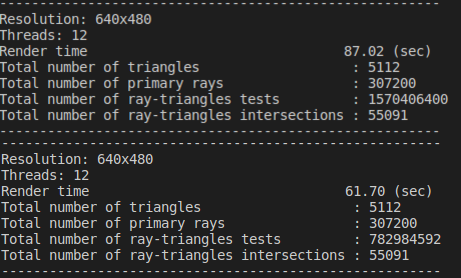 -------------------------------------------------------
Resolution: 640x480
Threads: 12
Render time                                87.02 (sec)
Total number of triangles                   : 5112
Total number of primary rays                : 307200
Total number of ray-triangles tests         : 1570406400
Total number of ray-triangles intersections : 55091
-------------------------------------------------------
-------------------------------------------------------
Resolution: 640x480
Threads: 12
Render time                                61.70 (sec)
Total number of triangles                   : 5112
Total number of primary rays                : 307200
Total number of ray-triangles tests         : 782984592
Total number of ray-triangles intersections : 55091
-------------------------------------------------------